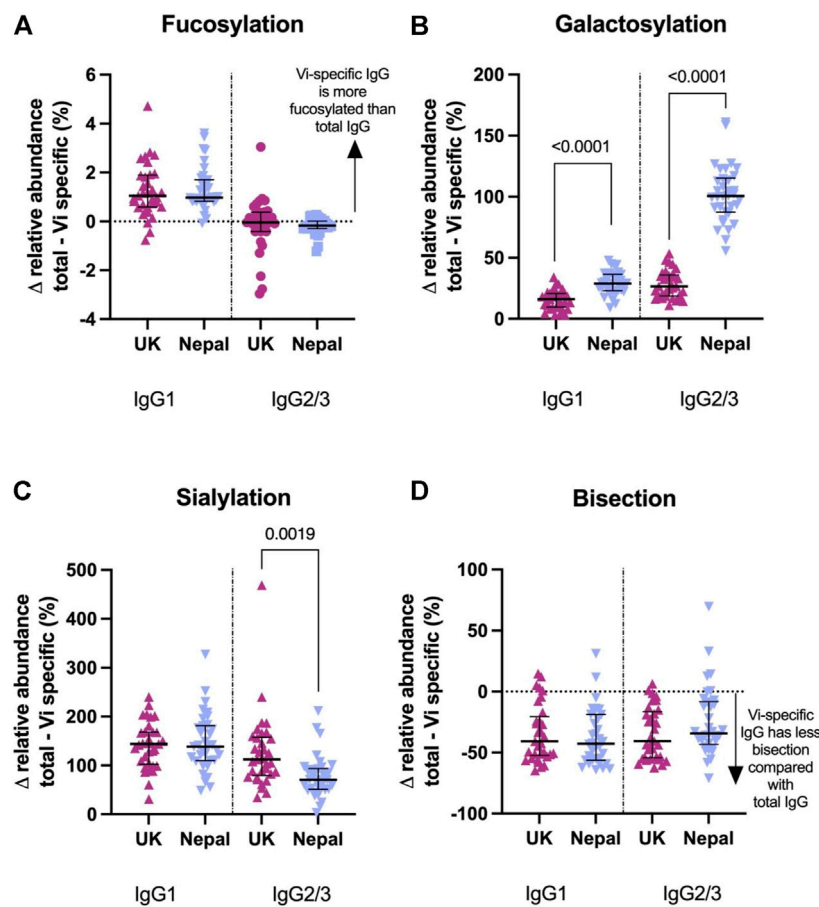 A
Fucosylation
Δ relative abundance
total - Vi specific (%)
6
4
2
0
-2
-4
Vi-specific IgG
is more
fucosylated than
total IgG
UK
Nepal
UK
Nepal
IgG1
IgG2/3
B
Galactosylation
Δ relative abundance
total - Vi specific (%)
200
150
100
50
0
<0.0001
<0.0001
UK
Nepal
UK
Nepal
IgG1
IgG2/3
C
Sialylation
Δ relative abundance
total - Vi specific (%)
500
400
300
200
100
0
0.0019
UK
Nepal
UK
Nepal
IgG1
IgG2/3
D
Bisection
Δ relative abundance
total - Vi specific (%)
100
50
0
-50
-100
Vi-specific
IgG has less
bisection
compared
with
total IgG
UK
Nepal
UK
Nepal
IgG1
IgG2/3